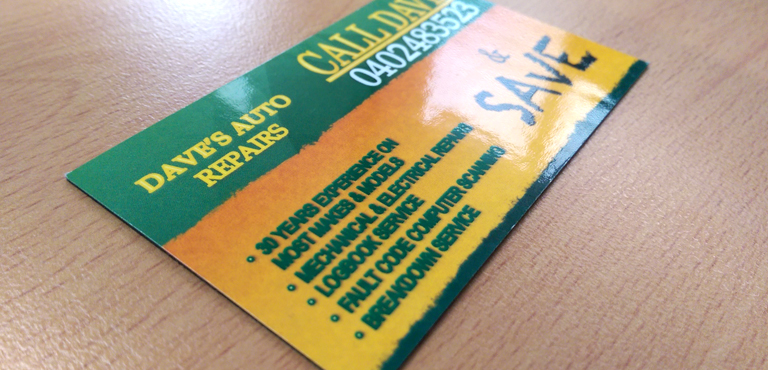 DAVE'S AUTO
REPAIRS
CALL DAVE
0402483523
&
SAVE
• 30 YEARS EXPERIENCE ON
MOST MAKES & MODELS
• MECHANICAL & ELECTRICAL REPAIRS
• LOGBOOK SERVICE
• FAULT CODE COMPUTER SCANING
• BREAKDOWN SERVICE